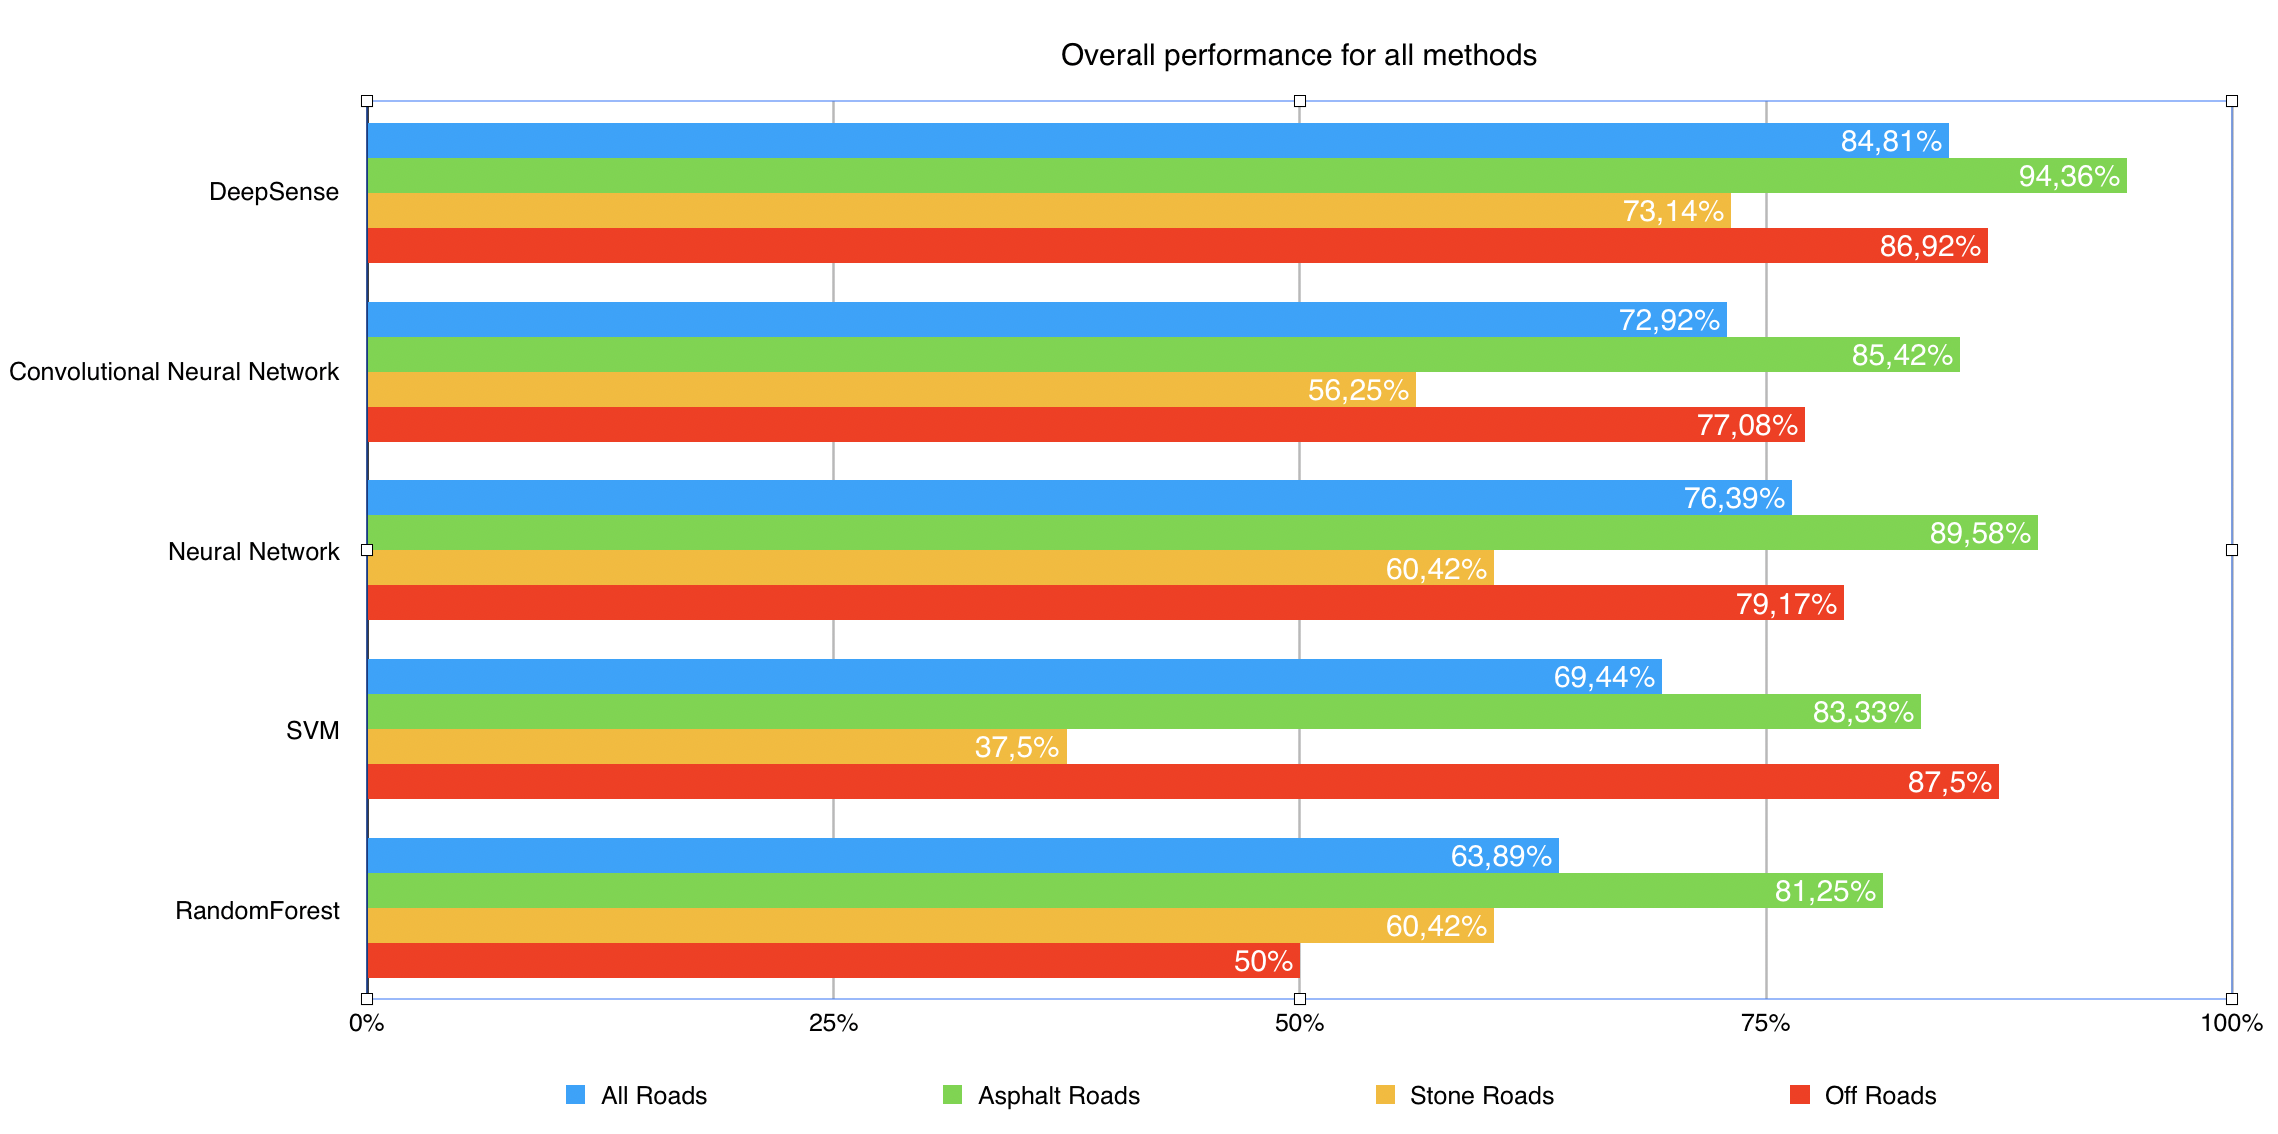 Overall performance for all methods
DeepSense
84,81%
94,36%
73,14%
86,92%
Convolutional Neural Network
72,92%
85,42%
56,25%
77,08%
Neural Network
76,39%
89,58%
60,42%
79,17%
SVM
69,44%
83,33%
37,5%
87,5%
RandomForest
63,89%
81,25%
60,42%
50%
0% 25% 50% 75% 100%
All Roads Asphalt Roads Stone Roads Off Roads